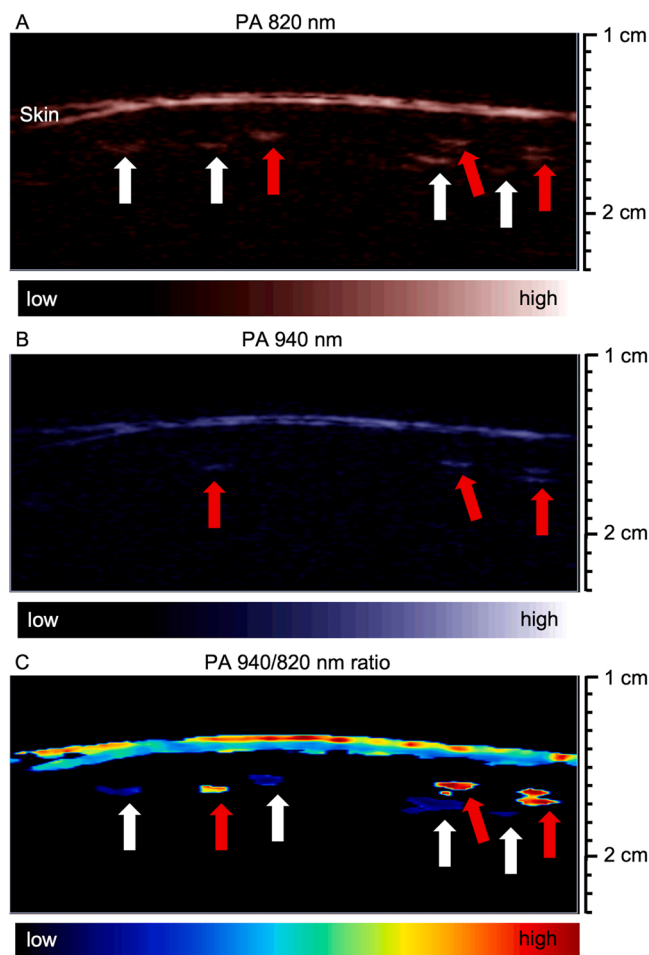 A
PA 820 nm
1 cm
Skin
2 cm
low
high
B
PA 940 nm
1 cm
2 cm
low
high
C
PA 940/820 nm ratio
1 cm
2 cm
low
high